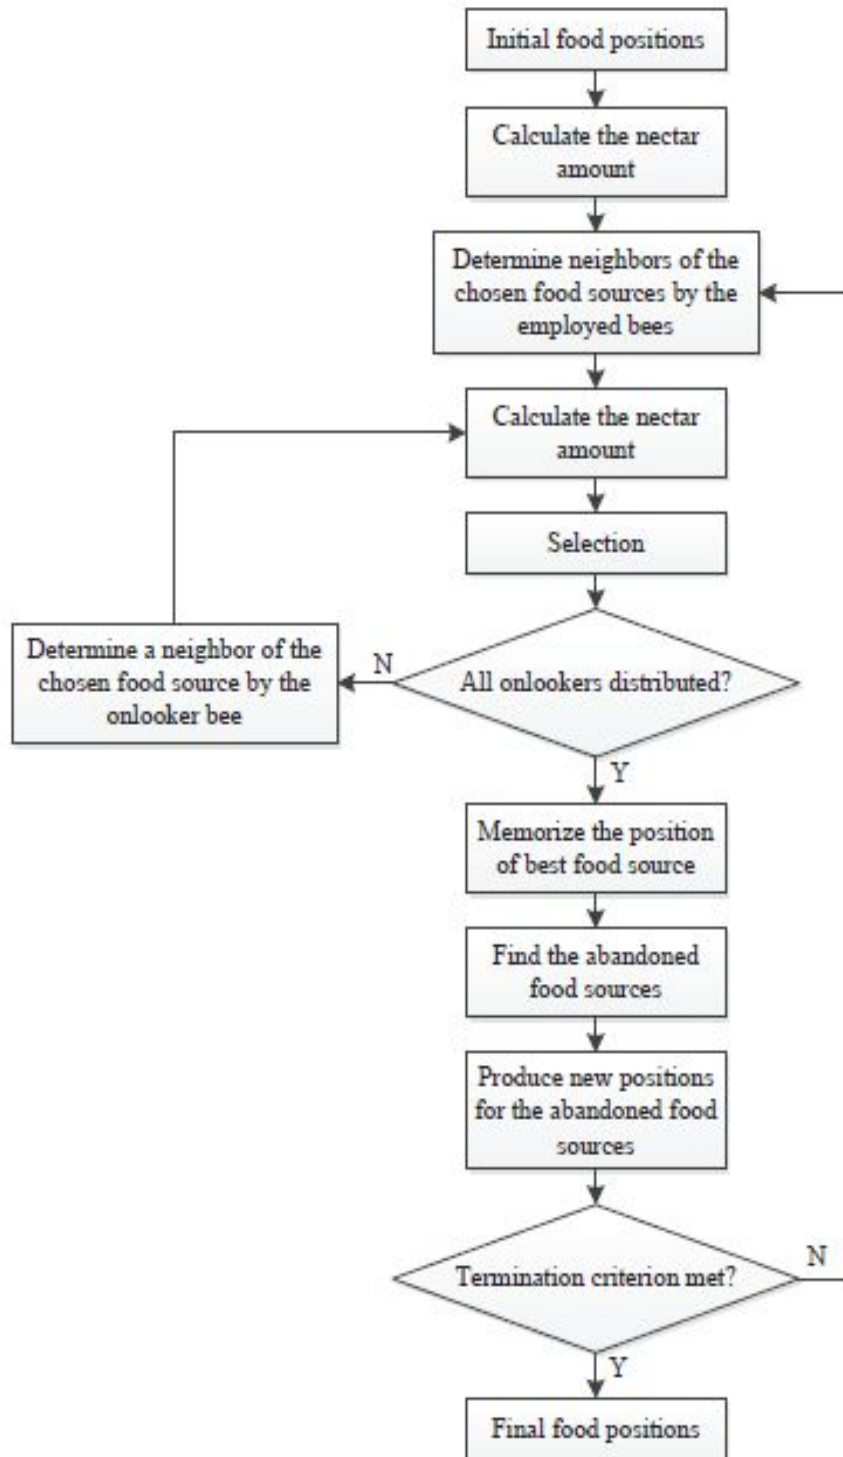 Initial food positions
Calculate the nectar
amount
Determine neighbors of the
chosen food sources by the
employed bees
Calculate the nectar
amount
Selection
All onlookers distributed?
N
Determine a neighbor of the
chosen food source by the
onlooker bee
Y
Memorize the position
of best food source
Find the abandoned
food sources
Produce new positions
for the abandoned food
sources
Termination criterion met?
N
Y
Final food positions